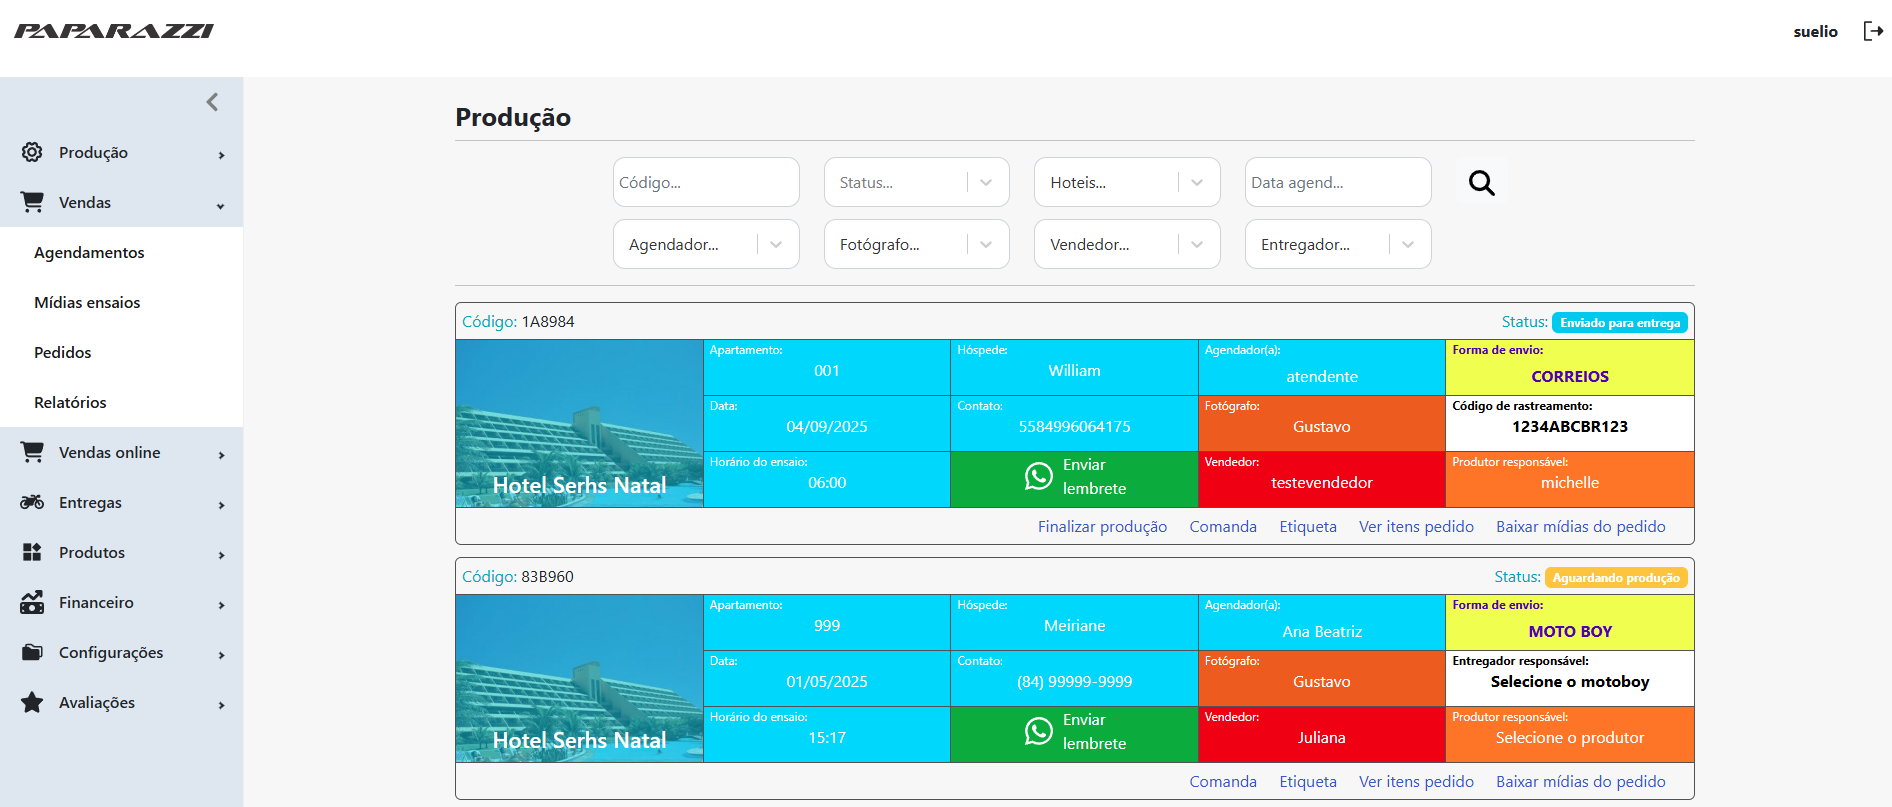 PAPARAZZI
suelio
Produção
Vendas
Agendamentos
Mídias ensaios
Pedidos
Relatórios
Vendas online
Entregas
Produtos
Financeiro
Configurações
Avaliações
Produção
Código...
Status...
Hoteis...
Data agend...
Agendador...
Fotógrafo...
Vendedor...
Entregador...
Código: 1A8984
Status: Enviado para entrega
Hotel Serhs Natal
Apartamento:
001
Hóspede:
William
Agendador(a):
atendente
Forma de envio:
CORREIOS
Data:
04/09/2025
Contato:
5584996064175
Fotógrafo:
Gustavo
Código de rastreamento:
1234ABCBR123
Horário do ensaio:
06:00
Enviar
lembrete
Vendedor:
testevendedor
Produtor responsável:
michelle
Finalizar produção Comanda Etiqueta Ver itens pedido Baixar mídias do pedido
Código: 83B960
Status: Aguardando produção
Hotel Serhs Natal
Apartamento:
999
Hóspede:
Meiriane
Agendador(a):
Ana Beatriz
Forma de envio:
MOTO BOY
Data:
01/05/2025
Contato:
(84) 99999-9999
Fotógrafo:
Gustavo
Entregador responsável:
Selecione o motoboy
Horário do ensaio:
15:17
Enviar
lembrete
Vendedor:
Juliana
Produtor responsável:
Selecione o produtor
Comanda Etiqueta Ver itens pedido Baixar mídias do pedido